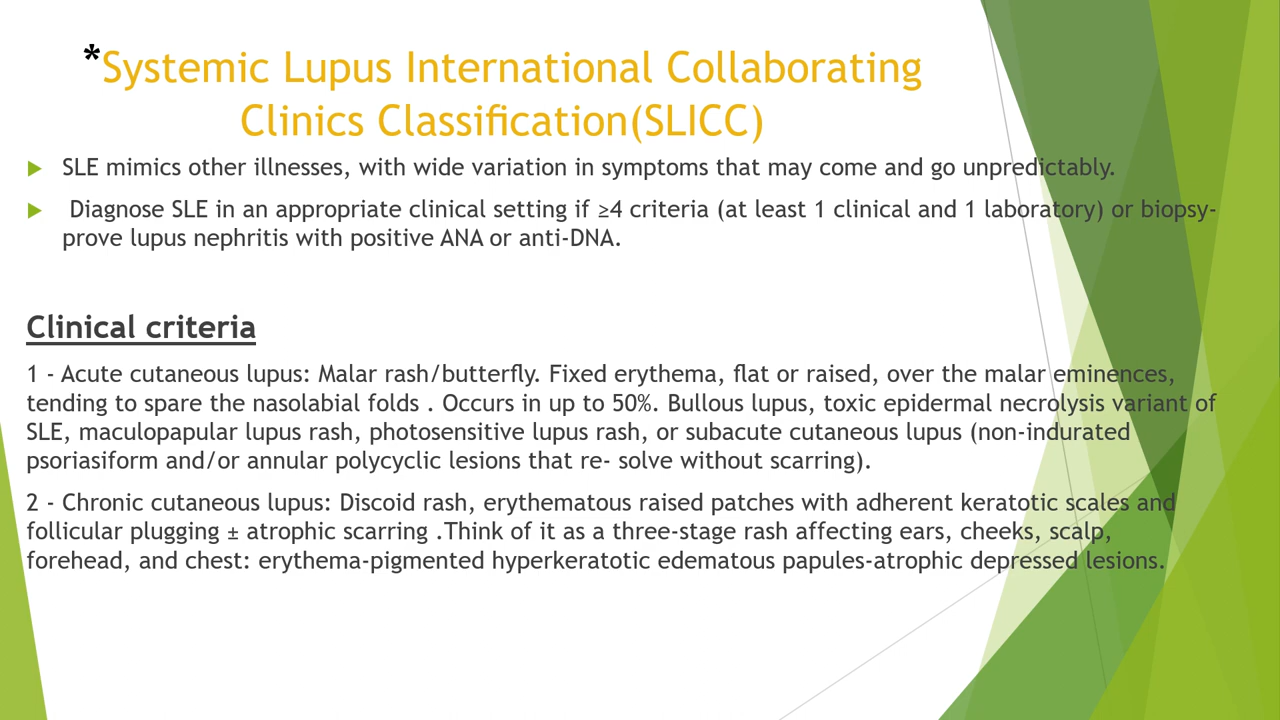 *Systemic Lupus International Collaborating
Clinics Classification(SLICC)
SLE mimics other illnesses, with wide variation in symptoms that may come and go unpredictably.
Diagnose SLE in an appropriate clinical setting if ≥4 criteria (at least 1 clinical and 1 laboratory) or biopsy-
prove lupus nephritis with positive ANA or anti-DNA.
Clinical criteria
1 - Acute cutaneous lupus: Malar rash/butterfly. Fixed erythema, flat or raised, over the malar eminences,
tending to spare the nasolabial folds . Occurs in up to 50%. Bullous lupus, toxic epidermal necrolysis variant of
SLE, maculopapular lupus rash, photosensitive lupus rash, or subacute cutaneous lupus (non-indurated
psoriasiform and/or annular polycyclic lesions that re- solve without scarring).
2 - Chronic cutaneous lupus: Discoid rash, erythematous raised patches with adherent keratotic scales and
follicular plugging ± atrophic scarring .Think of it as a three-stage rash affecting ears, cheeks, scalp,
forehead, and chest: erythema-pigmented hyperkeratotic edematous papules-atrophic depressed lesions.